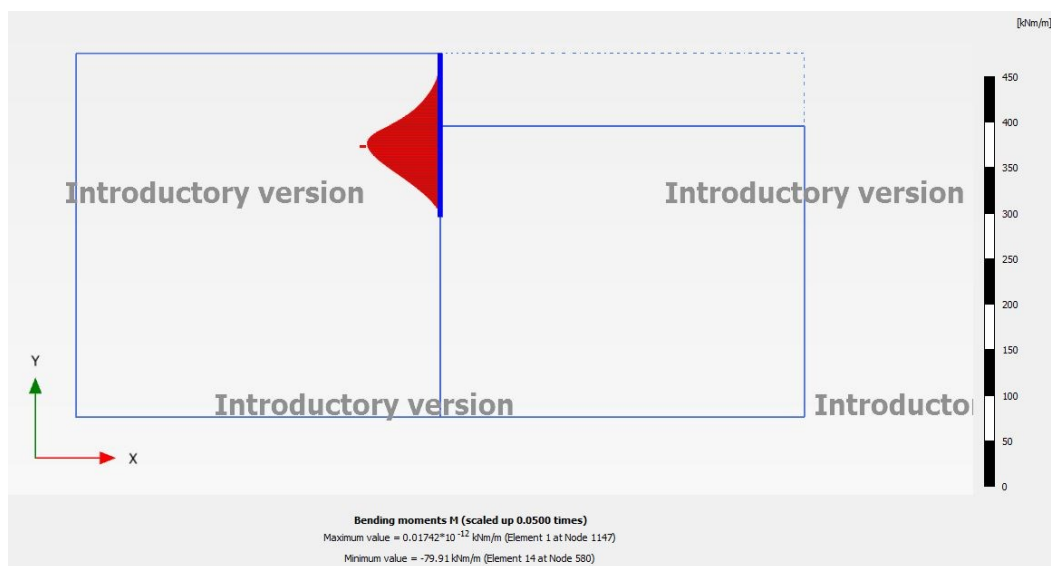 [kNm/m]
450
400
350
Introductory version
Introductory version
300
250
200
150
Y
100
Introductory version
Introducto
50
X
0
Bending moments M (scaled up 0.0500 times)
Maximum value = 0.01742*10 -12 kNm/m (Element 1 at Node 1147)
Minimum value = -79.91 kNm/m (Element 14 at Node 580)